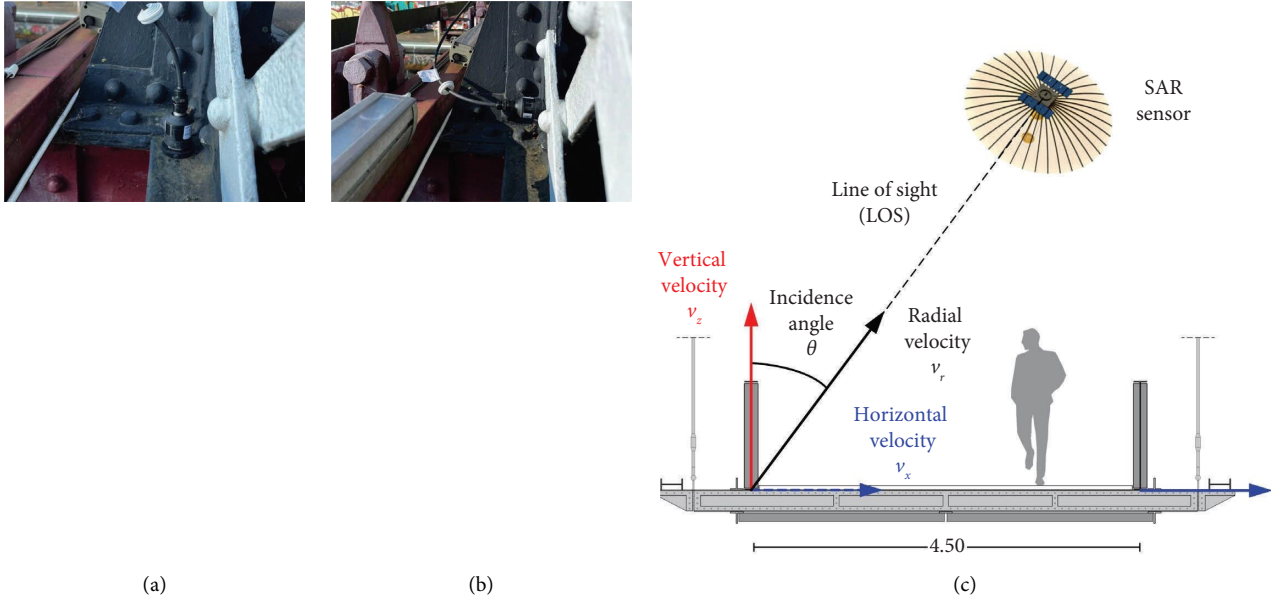 SAR
sensor
Line of sight
(LOS)
Vertical
velocity
v_z
Incidence
angle
θ
Radial
velocity
v_r
Horizontal
velocity
v_x
4.50
(a)
(b)
(c)